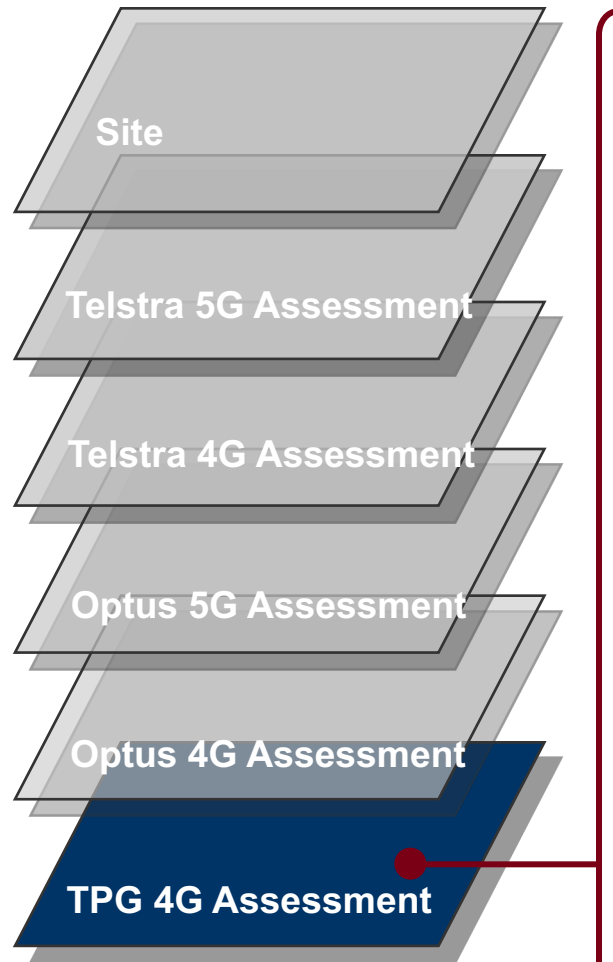 Site
Telstra 5G Assessment
Telstra 4G Assessment
Optus 5G Assessment
Optus 4G Assessment
TPG 4G Assessment